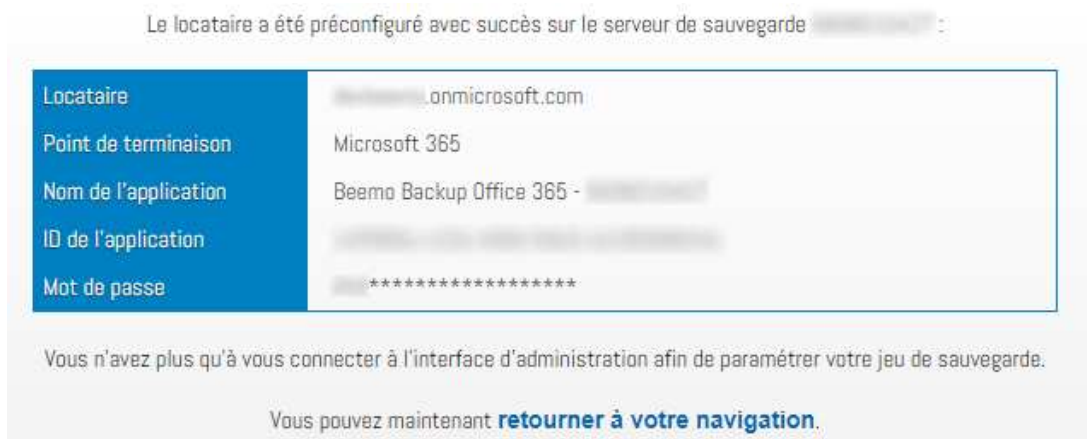 Le locataire a été préconfiguré avec succès sur le serveur de sauvegarde :
Locataire .onmicrosoft.com
Point de terminaison Microsoft 365
Nom de l'application Beemo Backup Office 365 -
ID de l'application
Mot de passe ******************
Vous n'avez plus qu'à vous connecter à l'interface d'administration afin de paramétrer votre jeu de sauvegarde.
Vous pouvez maintenant retourner à votre navigation.